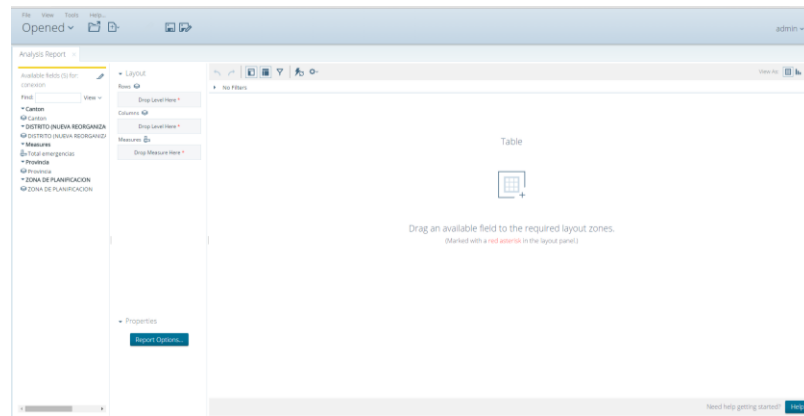 File View Tools Help...
Opened
admin
Analysis Report ×
Available fields (5) for:
conexion
Find: View
Canton
Canton
DISTRITO (NUEVA REORGANIZA
DISTRITO (NUEVA REORGANIZA
Measures
Total emergencias
Provincia
Provincia
ZONA DE PLANIFICACION
ZONA DE PLANIFICACION
Layout
Rows
Drop Level Here *
Columns
Drop Level Here *
Measures
Drop Measure Here *
Properties
Report Options...
View As:
No Filters
Table
Drag an available field to the required layout zones.
(Marked with a red asterisk in the layout panel.)
Need help getting started? Help